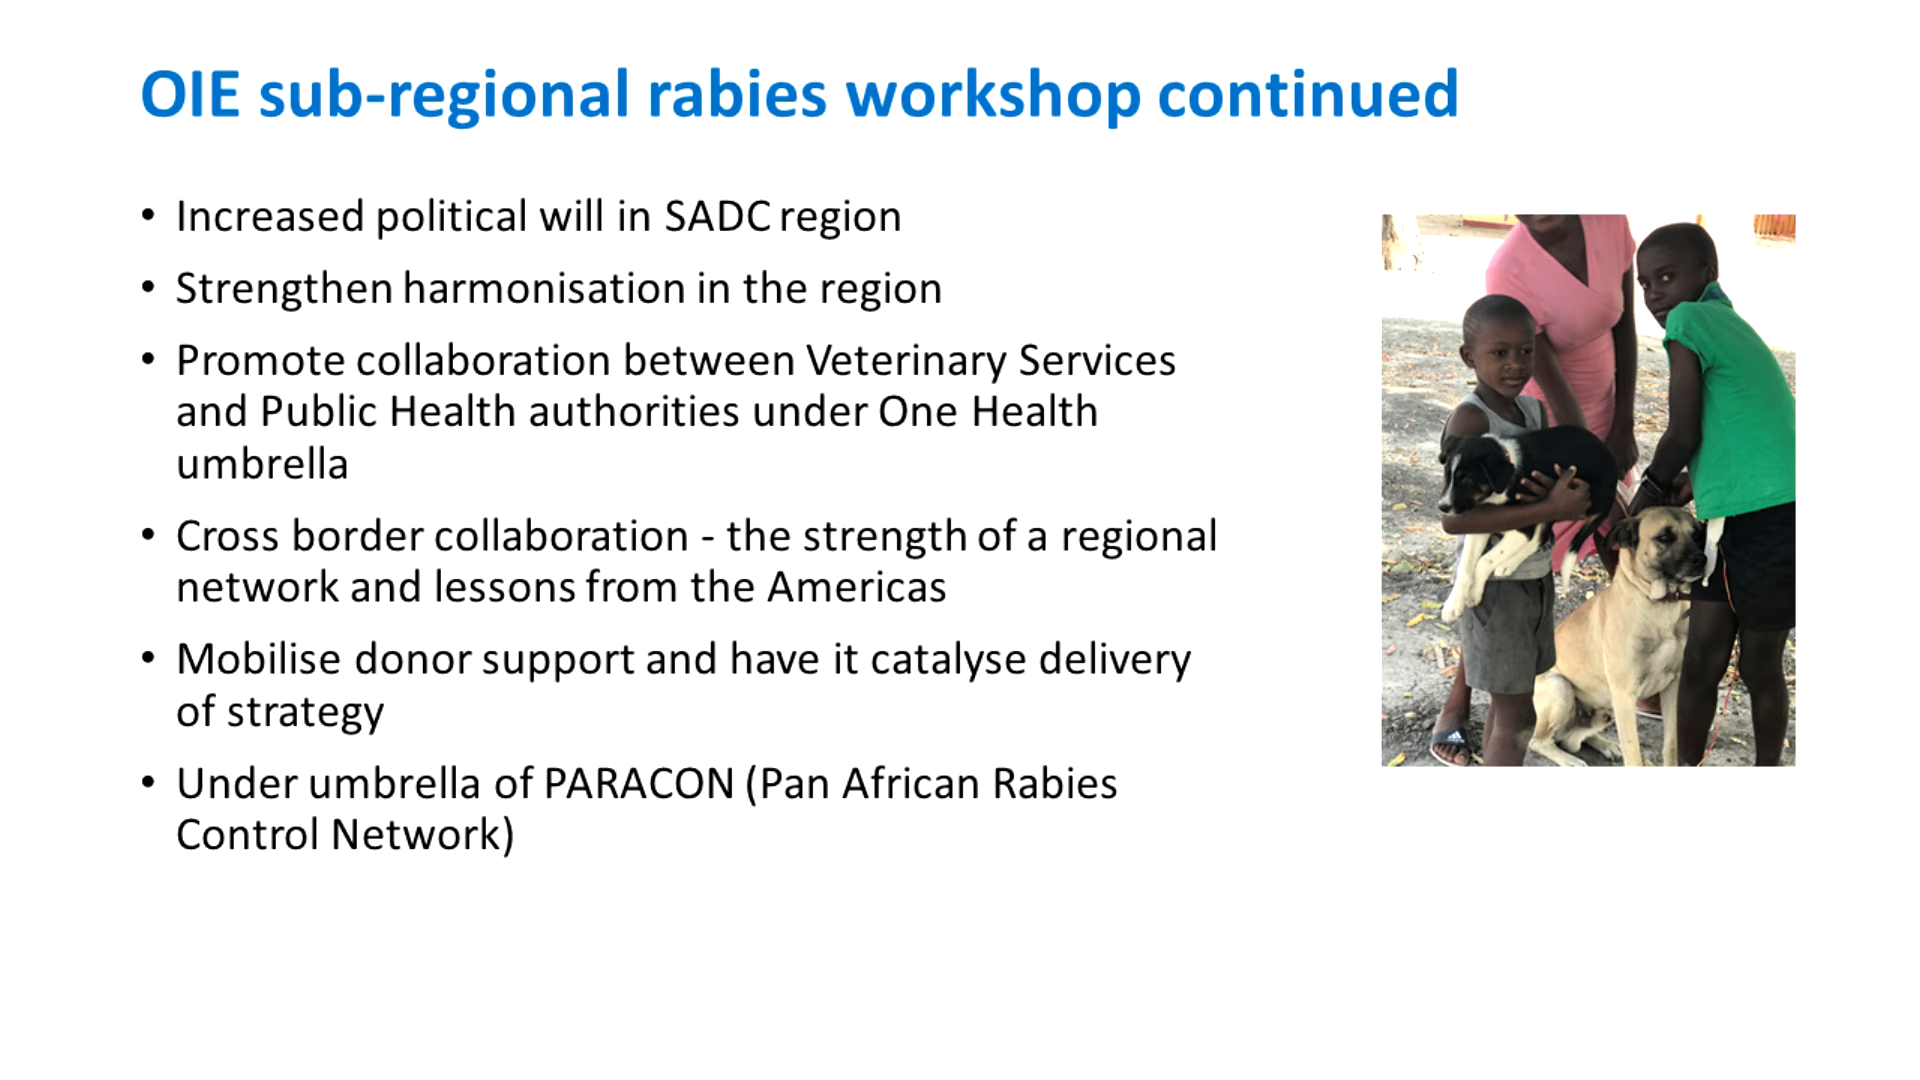 OIE sub-regional rabies workshop continued
• Increased political will in SADC region
• Strengthen harmonisation in the region
• Promote collaboration between Veterinary Services
and Public Health authorities under One Health
umbrella
• Cross border collaboration - the strength of a regional
network and lessons from the Americas
• Mobilise donor support and have it catalyse delivery
of strategy
• Under umbrella of PARACON (Pan African Rabies
Control Network)